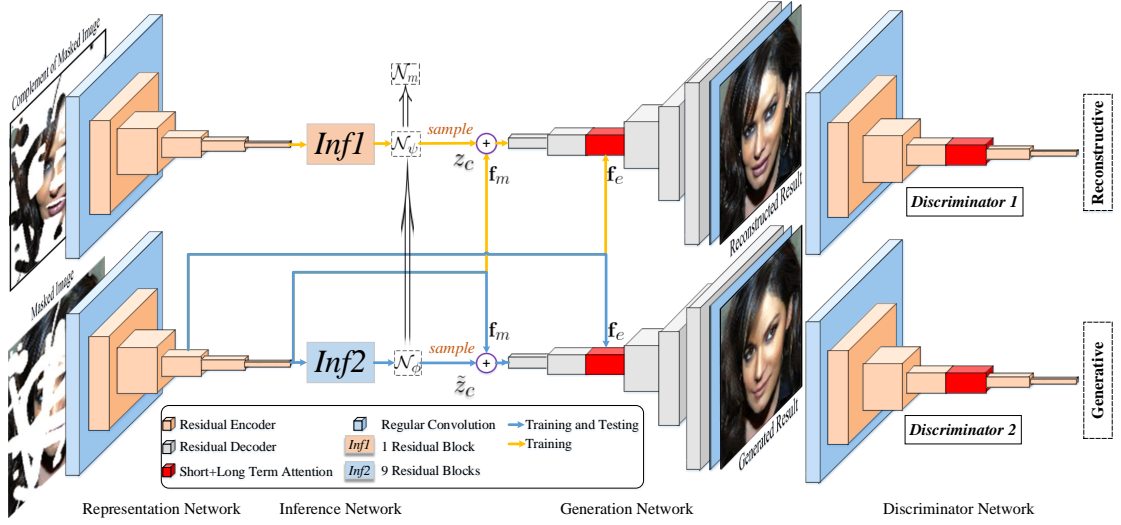 Complement of Masked Image
𝒩m
Inf1
𝒩ψ
sample
+
zc
fm
fe
Reconstructed Result
Discriminator 1
Reconstructive
Masked Image
Inf2
𝒩ϕ
sample
+
z̃c
fm
fe
Generated Result
Discriminator 2
Generative
Residual Encoder
Residual Decoder
Short+Long Term Attention
Regular Convolution
Inf1 1 Residual Block
Inf2 9 Residual Blocks
Training and Testing
Training
Representation Network
Inference Network
Generation Network
Discriminator Network